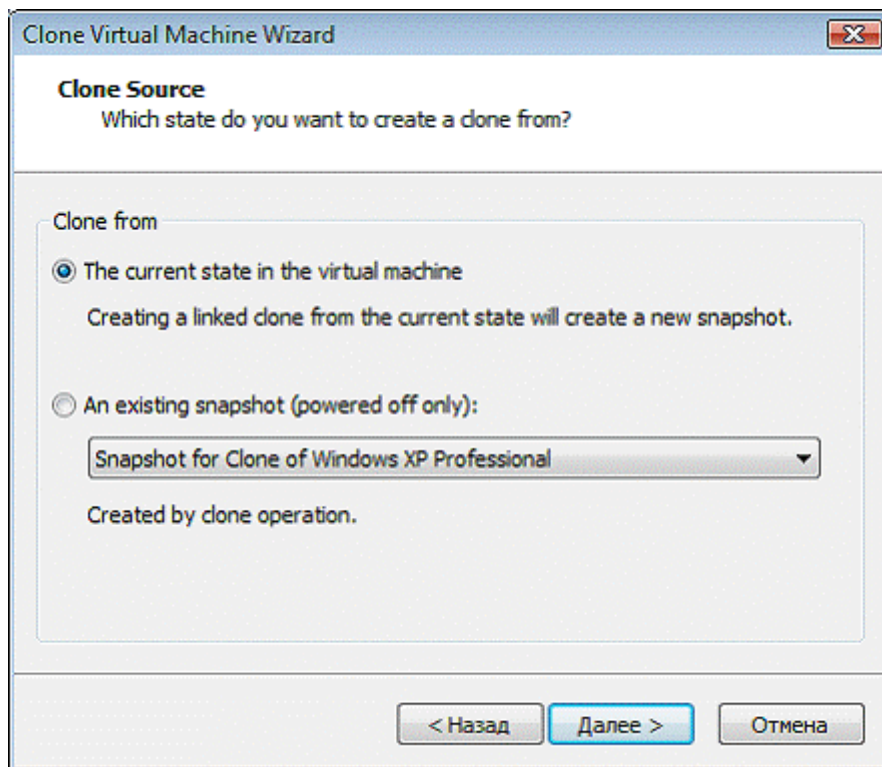 Clone Virtual Machine Wizard
Clone Source
Which state do you want to create a clone from?
Clone from
The current state in the virtual machine
Creating a linked clone from the current state will create a new snapshot.
An existing snapshot (powered off only):
Snapshot for Clone of Windows XP Professional
Created by clone operation.
< Назад Далее > Отмена